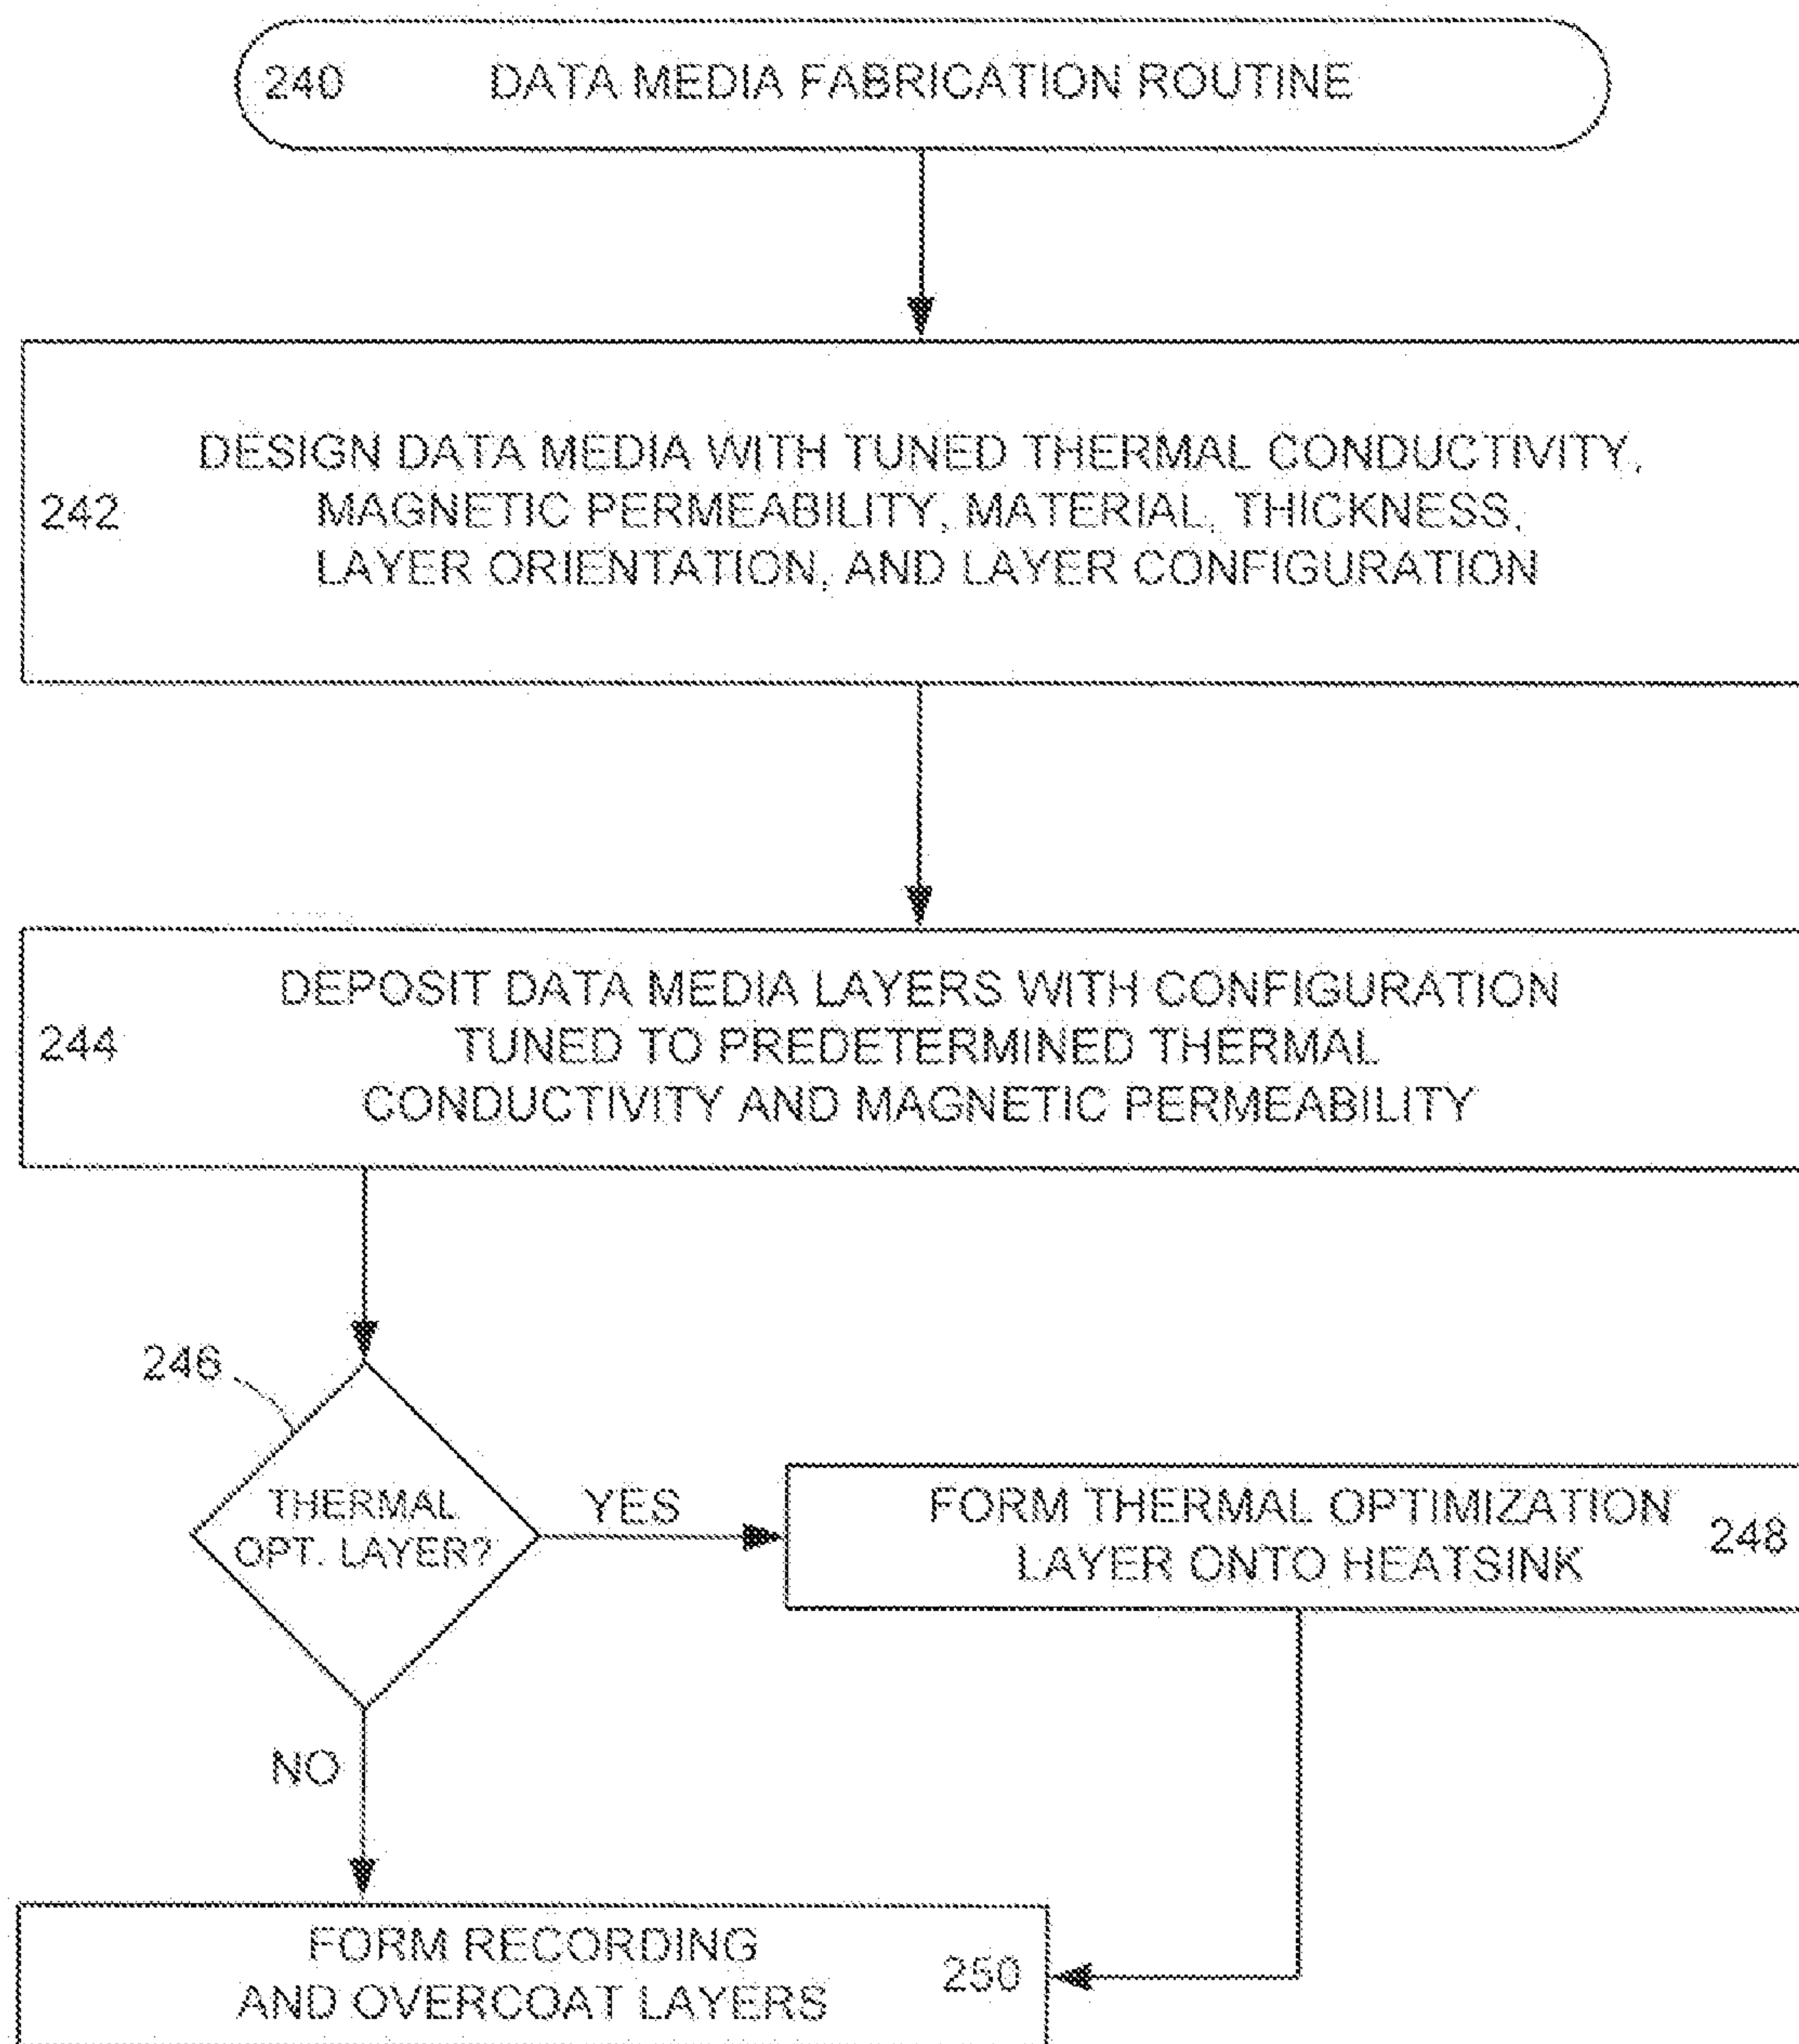 240 DATA MEDIA FABRICATION ROUTINE
DESIGN DATA MEDIA WITH TUNED THERMAL CONDUCTIVITY,
242 MAGNETIC PERMEABILITY, MATERIAL, THICKNESS,
LAYER ORIENTATION, AND LAYER CONFIGURATION
DEPOSIT DATA MEDIA LAYERS WITH CONFIGURATION
244 TUNED TO PREDETERMINED THERMAL
CONDUCTIVITY AND MAGNETIC PERMEABILITY
246
THERMAL
OPT. LAYER?
YES
FORM THERMAL OPTIMIZATION
LAYER ONTO HEATSINK
248
NO
FORM RECORDING
AND OVERCOAT LAYERS
250